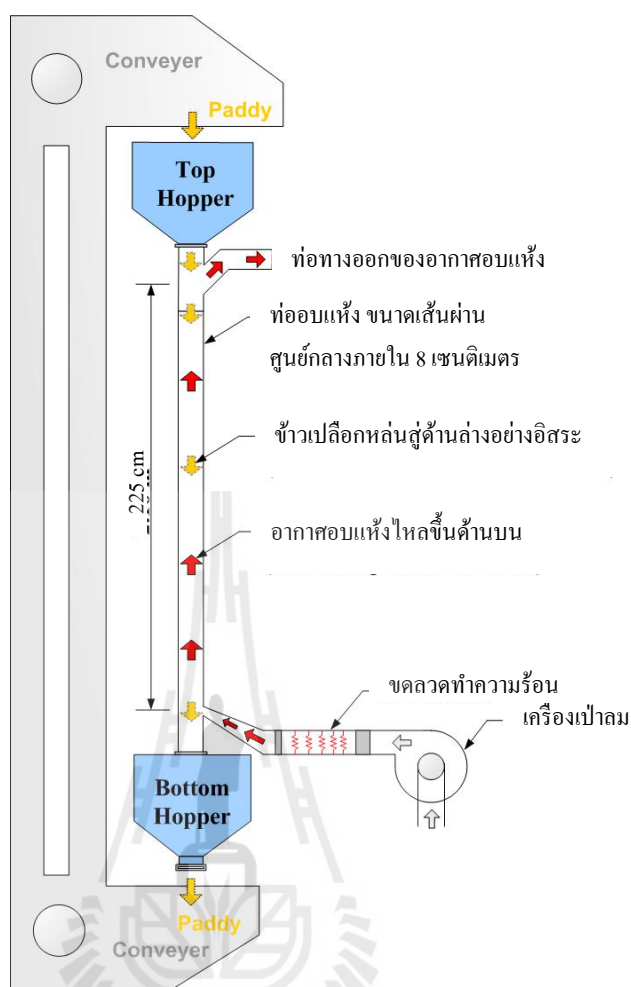 Conveyer
Paddy
Top
Hopper
ท่อทางออกของอากาศอบแห้ง
ท่ออบแห้ง ขนาดเส้นผ่าน
ศูนย์กลางภายใน 8 เซนติเมตร
ข้าวเปลือกหล่นสู่ด้านล่างอย่างอิสระ
225 cm
อากาศอบแห้งไหลขึ้นด้านบน
ขดลวดทำความร้อน
เครื่องเป่าลม
Bottom
Hopper
Paddy
Conveyer